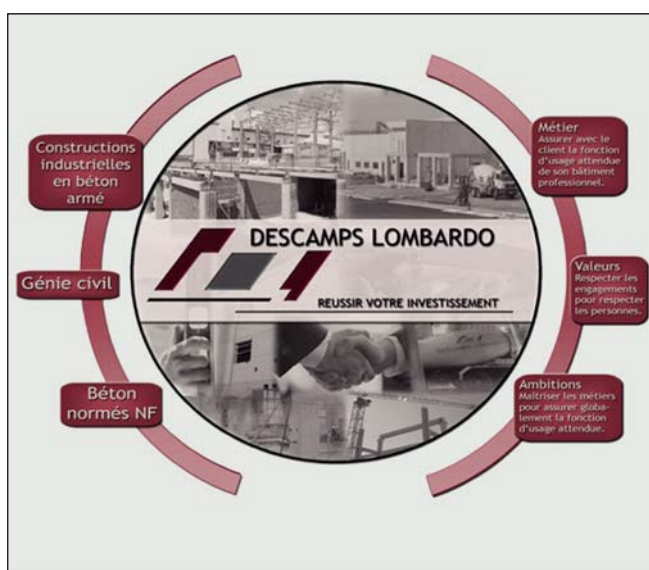 Constructions
industrielles
en béton
armé
Génie civil
Béton
normés NF
DESCAMPS LOMBARDO
REUSSIR VOTRE INVESTISSEMENT
Métier
Assurer avec le
client la fonction
d'usage attendue
de son bâtiment
professionnel.
Valeurs
Respecter les
engagements
pour respecter
les personnes.
Ambitions
Maîtriser les métiers
pour assurer globa-
lement la fonction
d'usage attendue.